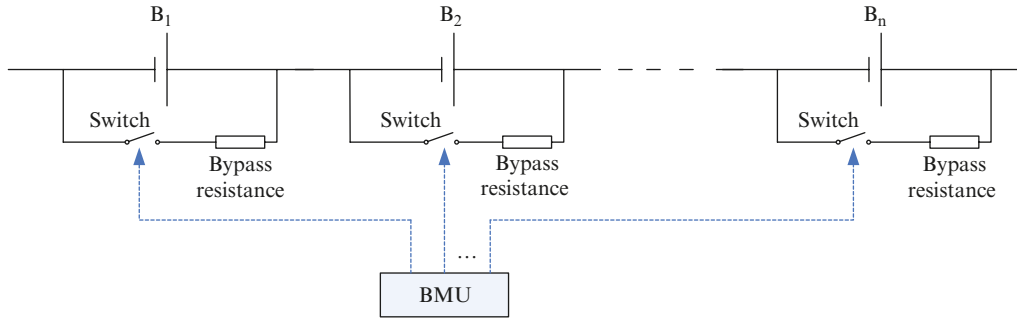 B1
B2
Bn
Switch
Switch
Switch
Bypass
resistance
Bypass
resistance
Bypass
resistance
...
BMU